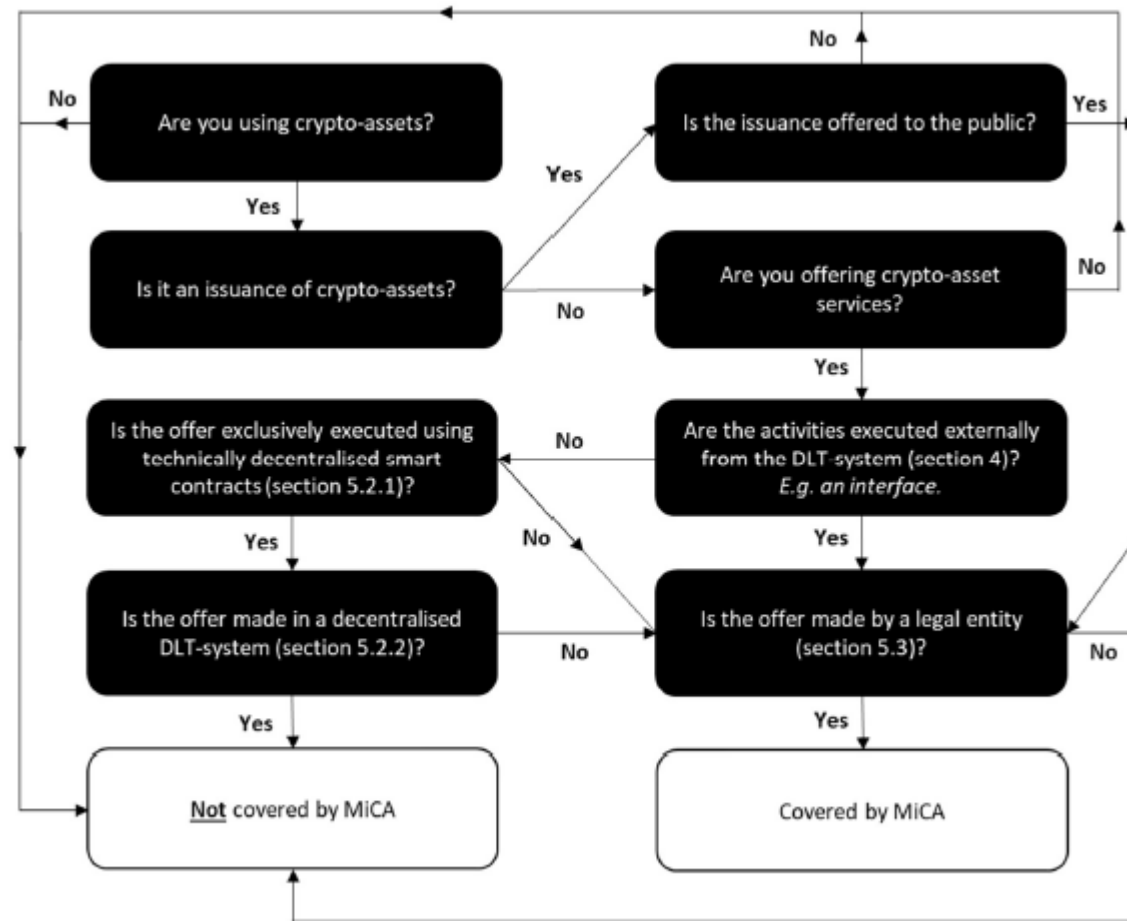 No
No
Are you using crypto-assets?
Is the issuance offered to the public?
Yes
Yes
Yes
Is it an issuance of crypto-assets?
No
Are you offering crypto-asset
services?
No
Yes
Is the offer exclusively executed using
technically decentralised smart
contracts (section 5.2.1)?
No
Are the activities executed externally
from the DLT-system (section 4)?
E.g. an interface.
Yes
No
Yes
Is the offer made in a decentralised
DLT-system (section 5.2.2)?
No
Is the offer made by a legal entity
(section 5.3)?
No
Yes
Yes
Not covered by MiCA
Covered by MiCA